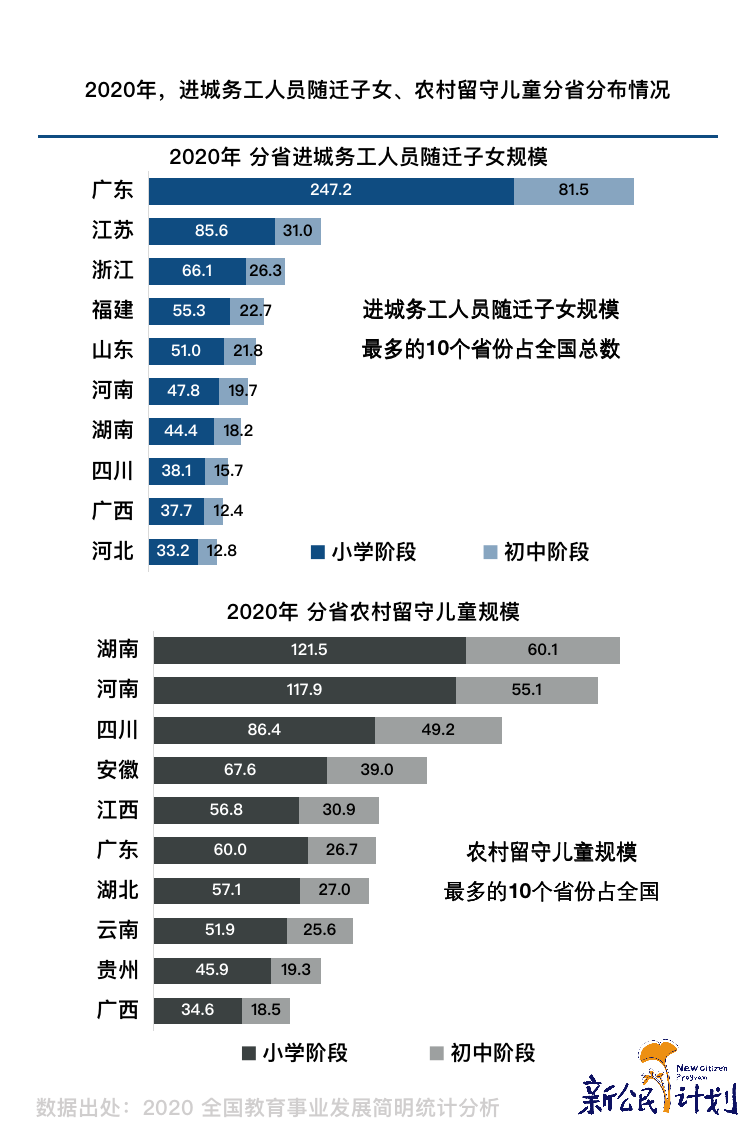 2020年，进城务工人员随迁子女、农村留守儿童分省分布情况
2020年 分省进城务工人员随迁子女规模
广东 247.2 81.5
江苏 85.6 31.0
浙江 66.1 26.3
福建 55.3 22.7
进城务工人员随迁子女规模
山东 51.0 21.8
最多的10个省份占全国总数
河南 47.8 19.7
湖南 44.4 18.2
四川 38.1 15.7
广西 37.7 12.4
河北 33.2 12.8
小学阶段 初中阶段
2020年 分省农村留守儿童规模
湖南 121.5 60.1
河南 117.9 55.1
四川 86.4 49.2
安徽 67.6 39.0
江西 56.8 30.9
广东 60.0 26.7
农村留守儿童规模
湖北 57.1 27.0
最多的10个省份占全国
云南 51.9 25.6
贵州 45.9 19.3
广西 34.6 18.5
小学阶段 初中阶段
New Citizen
Program
新公民计划
数据出处：2020 全国教育事业发展简明统计分析